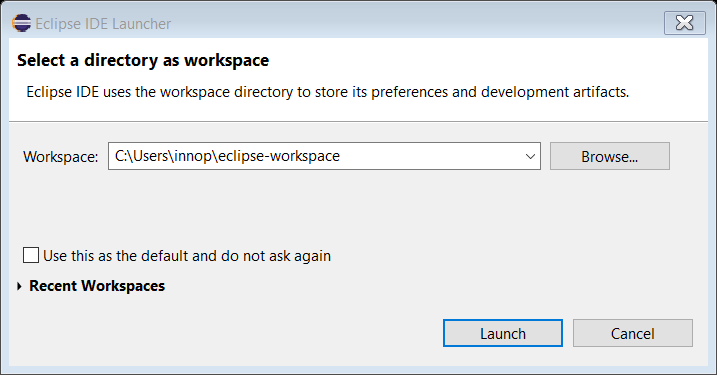 Eclipse IDE Launcher
Select a directory as workspace
Eclipse IDE uses the workspace directory to store its preferences and development artifacts.
Workspace: C:\Users\innop\eclipse-workspace Browse...
Use this as the default and do not ask again
Recent Workspaces
Launch Cancel